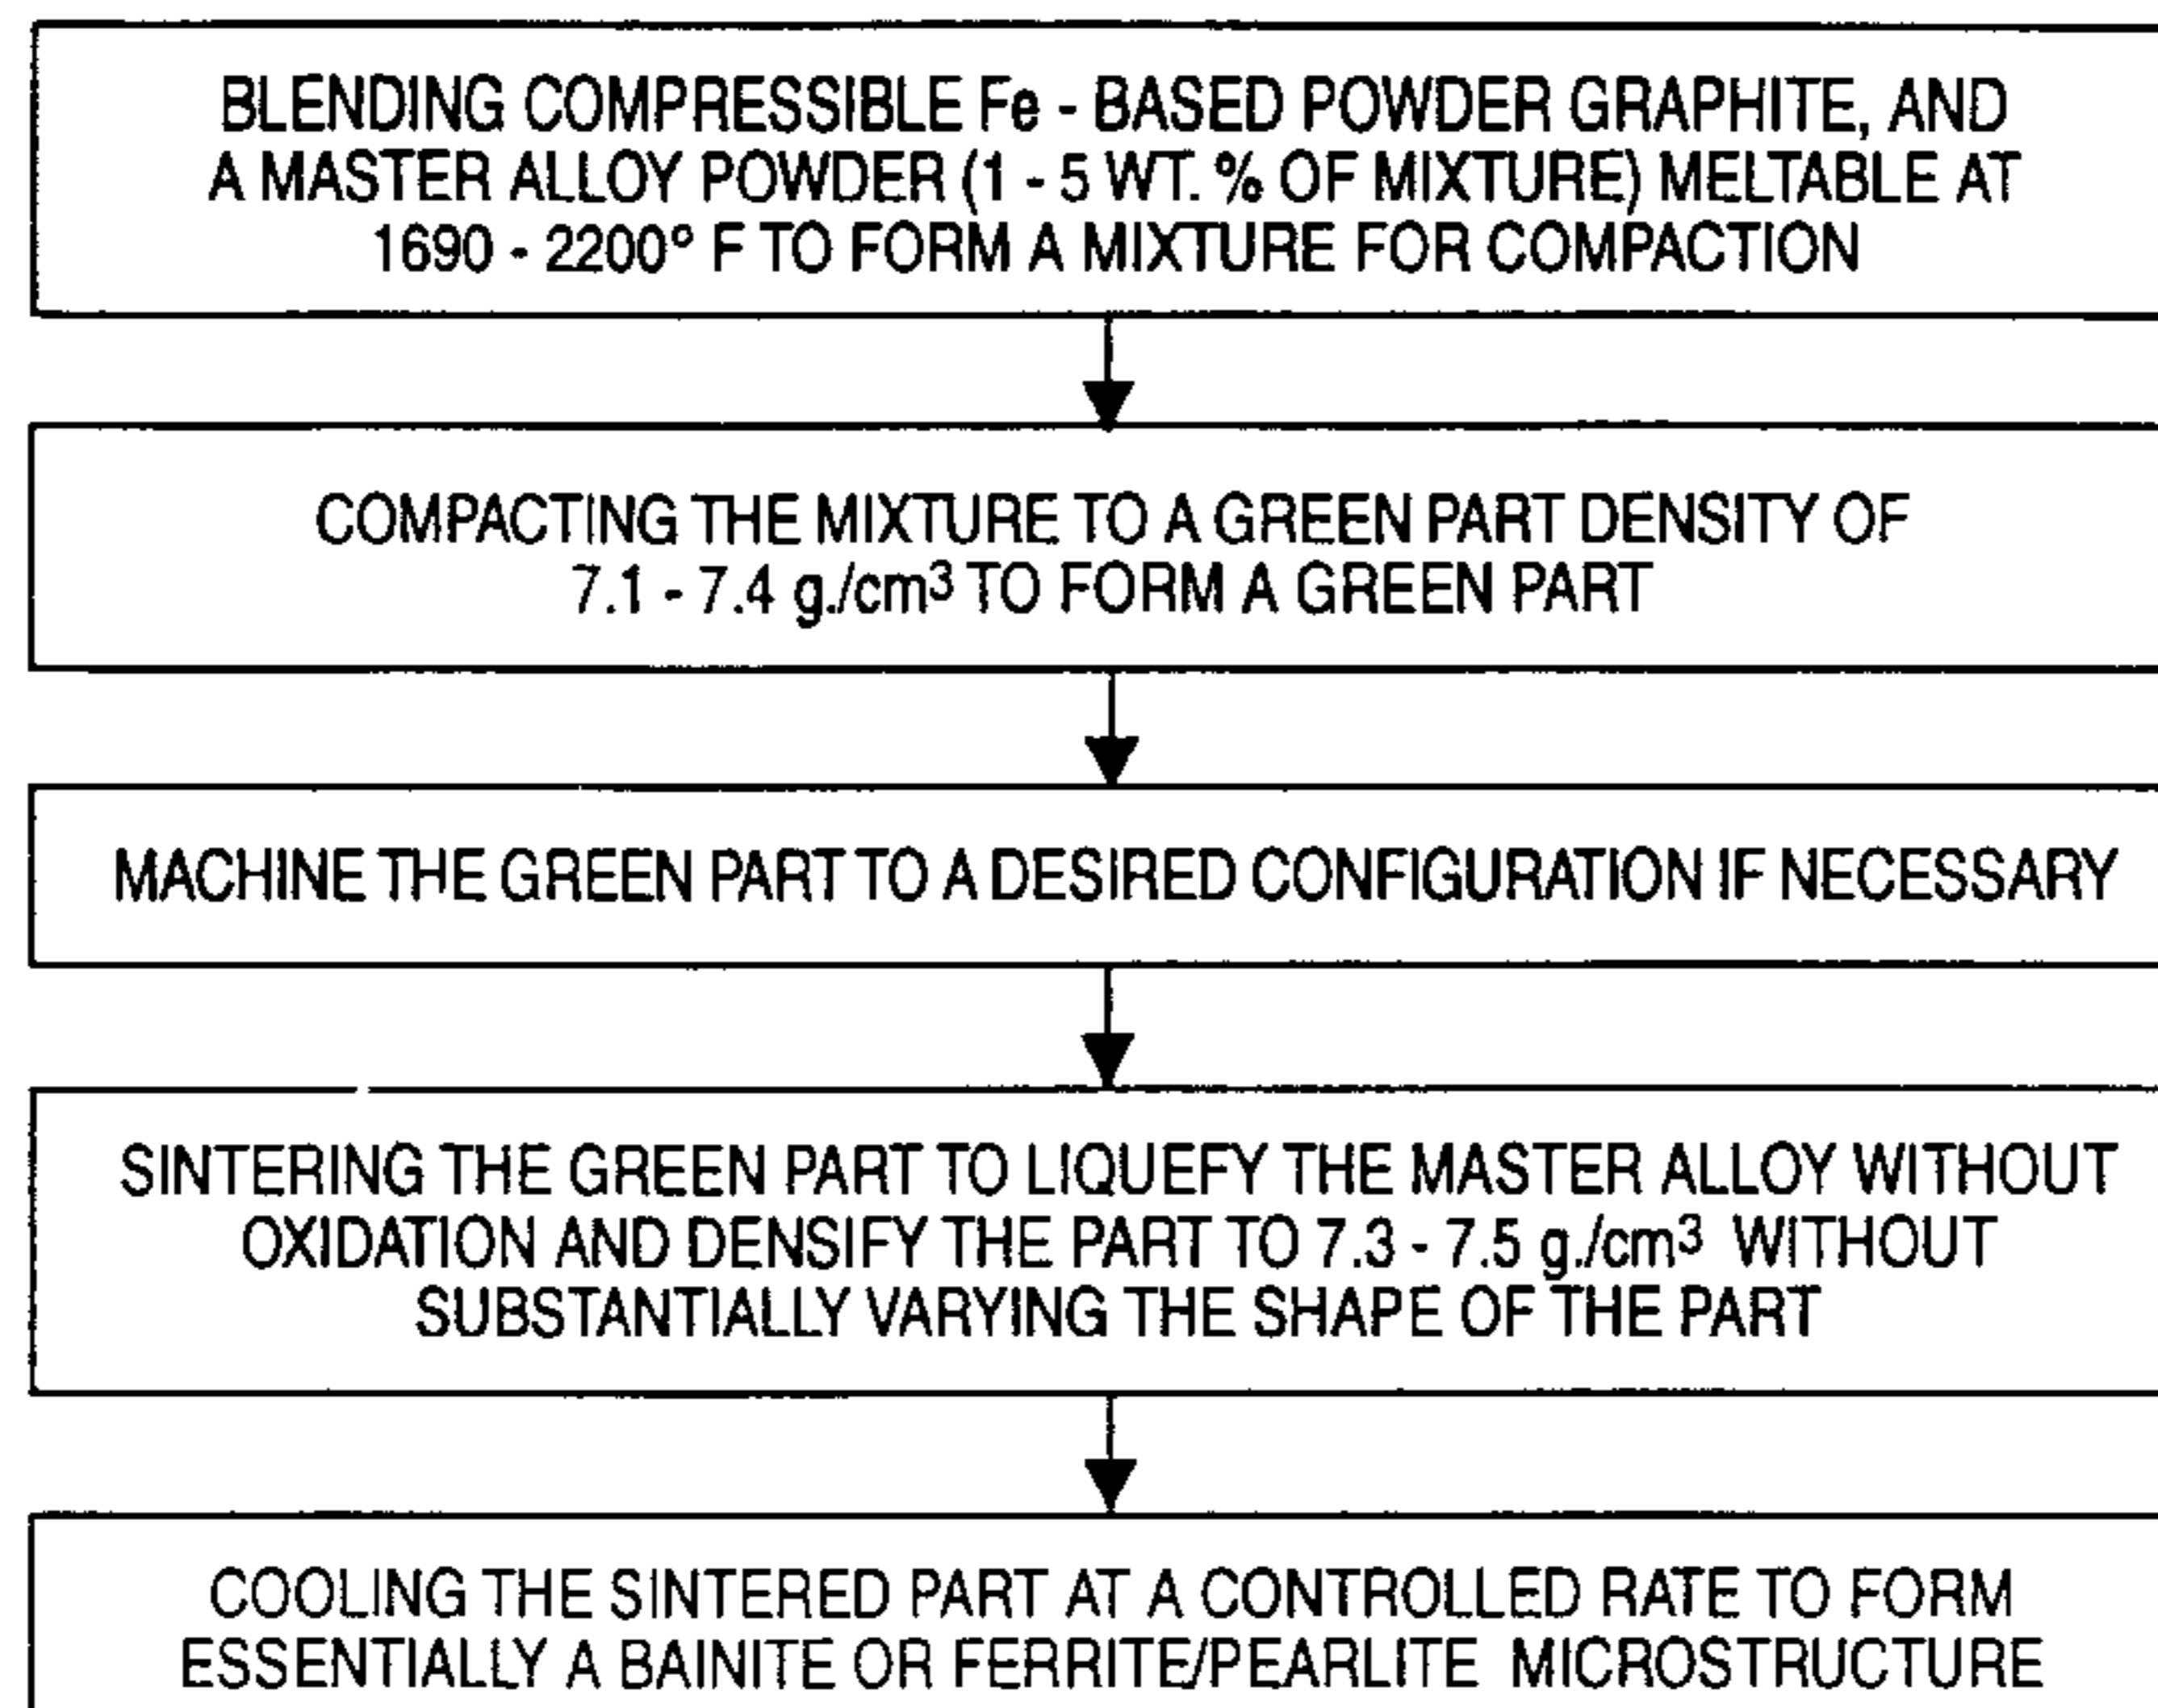 BLENDING COMPRESSIBLE Fe - BASED POWDER GRAPHITE, AND
A MASTER ALLOY POWDER (1 - 5 WT. % OF MIXTURE) MELTABLE AT
1690 - 2200° F TO FORM A MIXTURE FOR COMPACTION
COMPACTING THE MIXTURE TO A GREEN PART DENSITY OF
7.1 - 7.4 g./cm³ TO FORM A GREEN PART
MACHINE THE GREEN PART TO A DESIRED CONFIGURATION IF NECESSARY
SINTERING THE GREEN PART TO LIQUEFY THE MASTER ALLOY WITHOUT
OXIDATION AND DENSIFY THE PART TO 7.3 - 7.5 g./cm³ WITHOUT
SUBSTANTIALLY VARYING THE SHAPE OF THE PART
COOLING THE SINTERED PART AT A CONTROLLED RATE TO FORM
ESSENTIALLY A BAINITE OR FERRITE/PEARLITE MICROSTRUCTURE